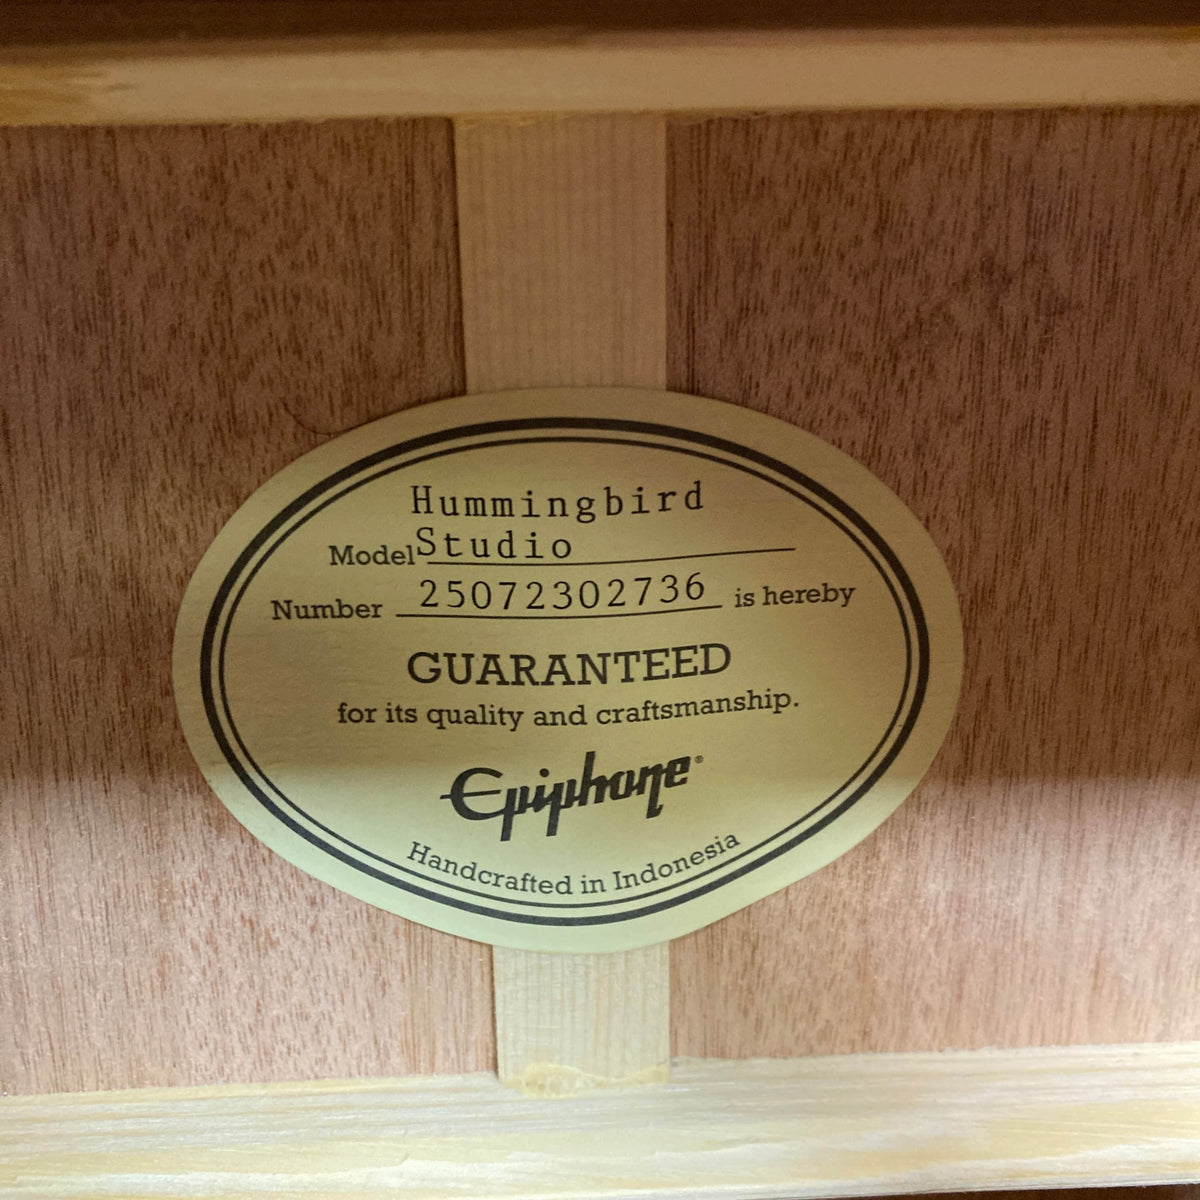 Hummingbird
Model Studio
Number 25072302736 is hereby
GUARANTEED
for its quality and craftsmanship.
Epiphone®
Handcrafted in Indonesia